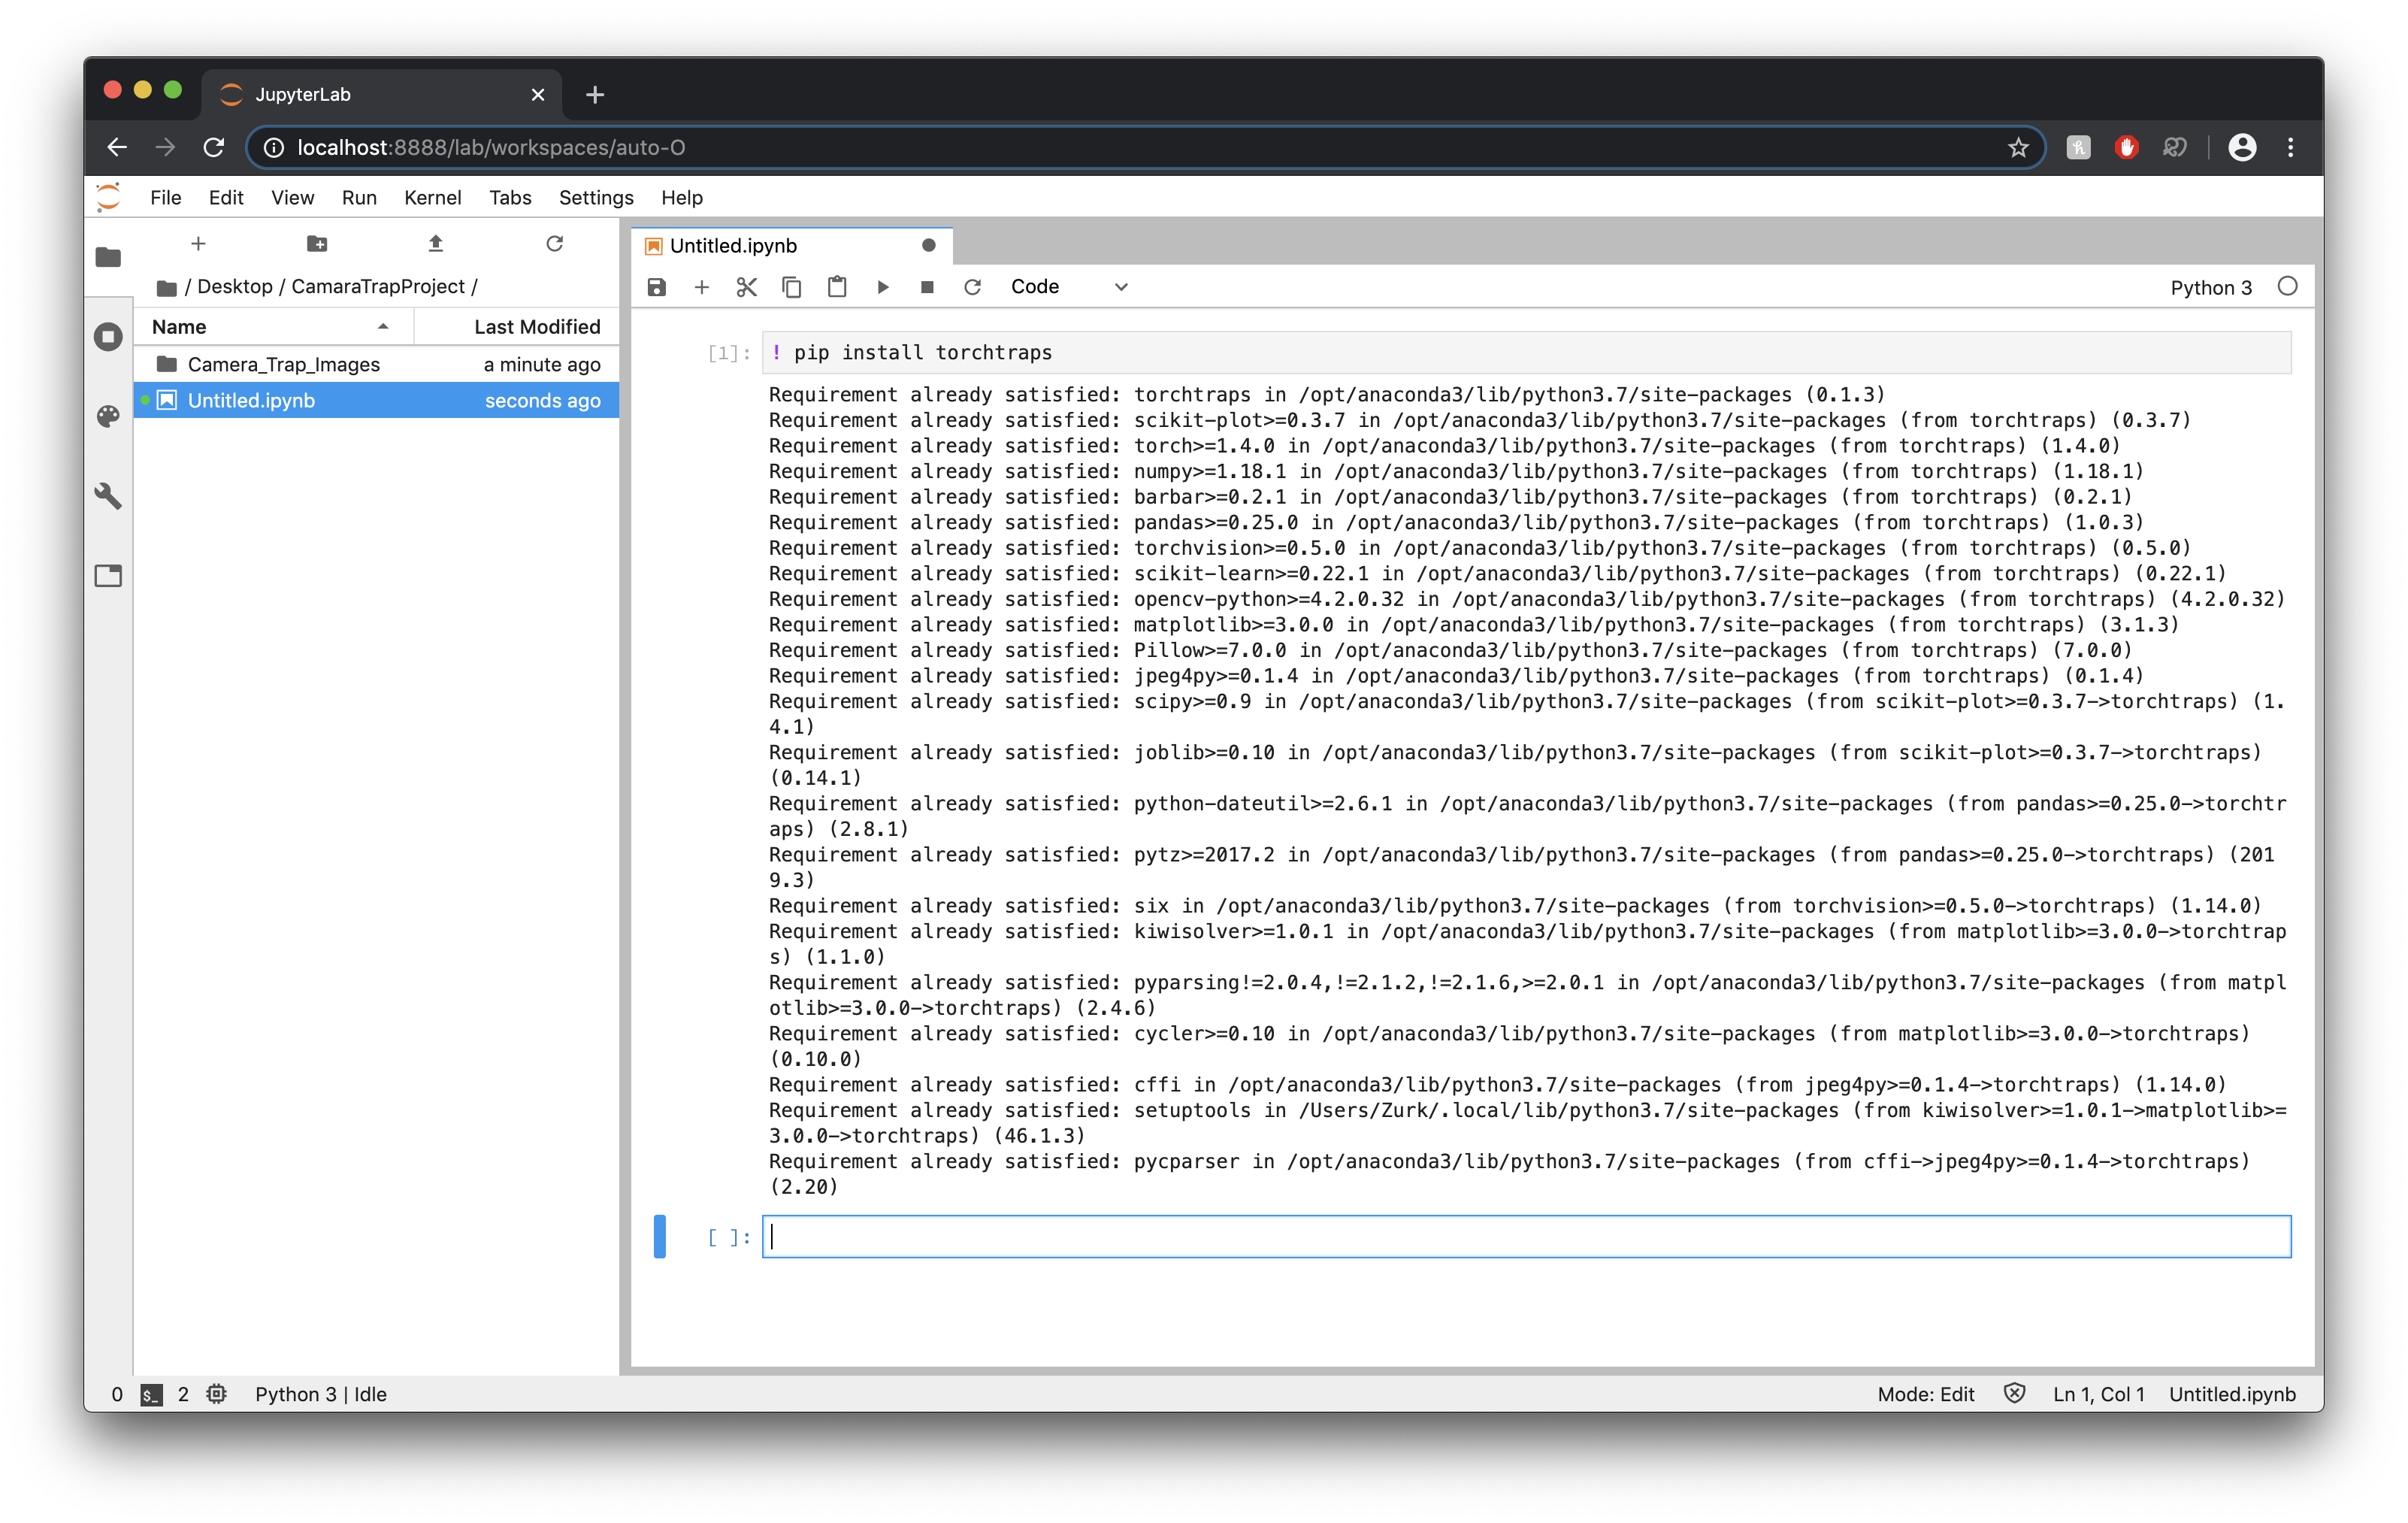 JupyterLab
localhost:8888/lab/workspaces/auto-O
File Edit View Run Kernel Tabs Settings Help
/ Desktop / CamaraTrapProject /
Name Last Modified
Camera_Trap_Images a minute ago
Untitled.ipynb seconds ago
Untitled.ipynb
Code
Python 3
[1]: ! pip install torchtraps
Requirement already satisfied: torchtraps in /opt/anaconda3/lib/python3.7/site-packages (0.1.3)
Requirement already satisfied: scikit-plot>=0.3.7 in /opt/anaconda3/lib/python3.7/site-packages (from torchtraps) (0.3.7)
Requirement already satisfied: torch>=1.4.0 in /opt/anaconda3/lib/python3.7/site-packages (from torchtraps) (1.4.0)
Requirement already satisfied: numpy>=1.18.1 in /opt/anaconda3/lib/python3.7/site-packages (from torchtraps) (1.18.1)
Requirement already satisfied: barbar>=0.2.1 in /opt/anaconda3/lib/python3.7/site-packages (from torchtraps) (0.2.1)
Requirement already satisfied: pandas>=0.25.0 in /opt/anaconda3/lib/python3.7/site-packages (from torchtraps) (1.0.3)
Requirement already satisfied: torchvision>=0.5.0 in /opt/anaconda3/lib/python3.7/site-packages (from torchtraps) (0.5.0)
Requirement already satisfied: scikit-learn>=0.22.1 in /opt/anaconda3/lib/python3.7/site-packages (from torchtraps) (0.22.1)
Requirement already satisfied: opencv-python>=4.2.0.32 in /opt/anaconda3/lib/python3.7/site-packages (from torchtraps) (4.2.0.32)
Requirement already satisfied: matplotlib>=3.0.0 in /opt/anaconda3/lib/python3.7/site-packages (from torchtraps) (3.1.3)
Requirement already satisfied: Pillow>=7.0.0 in /opt/anaconda3/lib/python3.7/site-packages (from torchtraps) (7.0.0)
Requirement already satisfied: jpeg4py>=0.1.4 in /opt/anaconda3/lib/python3.7/site-packages (from torchtraps) (0.1.4)
Requirement already satisfied: scipy>=0.9 in /opt/anaconda3/lib/python3.7/site-packages (from scikit-plot>=0.3.7->torchtraps) (1.
4.1)
Requirement already satisfied: joblib>=0.10 in /opt/anaconda3/lib/python3.7/site-packages (from scikit-plot>=0.3.7->torchtraps)
(0.14.1)
Requirement already satisfied: python-dateutil>=2.6.1 in /opt/anaconda3/lib/python3.7/site-packages (from pandas>=0.25.0->torchtr
aps) (2.8.1)
Requirement already satisfied: pytz>=2017.2 in /opt/anaconda3/lib/python3.7/site-packages (from pandas>=0.25.0->torchtraps) (201
9.3)
Requirement already satisfied: six in /opt/anaconda3/lib/python3.7/site-packages (from torchvision>=0.5.0->torchtraps) (1.14.0)
Requirement already satisfied: kiwisolver>=1.0.1 in /opt/anaconda3/lib/python3.7/site-packages (from matplotlib>=3.0.0->torchtrap
s) (1.1.0)
Requirement already satisfied: pyparsing!=2.0.4,!=2.1.2,!=2.1.6,>=2.0.1 in /opt/anaconda3/lib/python3.7/site-packages (from matpl
otlib>=3.0.0->torchtraps) (2.4.6)
Requirement already satisfied: cycler>=0.10 in /opt/anaconda3/lib/python3.7/site-packages (from matplotlib>=3.0.0->torchtraps)
(0.10.0)
Requirement already satisfied: cffi in /opt/anaconda3/lib/python3.7/site-packages (from jpeg4py>=0.1.4->torchtraps) (1.14.0)
Requirement already satisfied: setuptools in /Users/Zurk/.local/lib/python3.7/site-packages (from kiwisolver>=1.0.1->matplotlib>=
3.0.0->torchtraps) (46.1.3)
Requirement already satisfied: pycparser in /opt/anaconda3/lib/python3.7/site-packages (from cffi->jpeg4py>=0.1.4->torchtraps)
(2.20)
[ ]:
0 $_ 2 Python 3 | Idle Mode: Edit Ln 1, Col 1 Untitled.ipynb